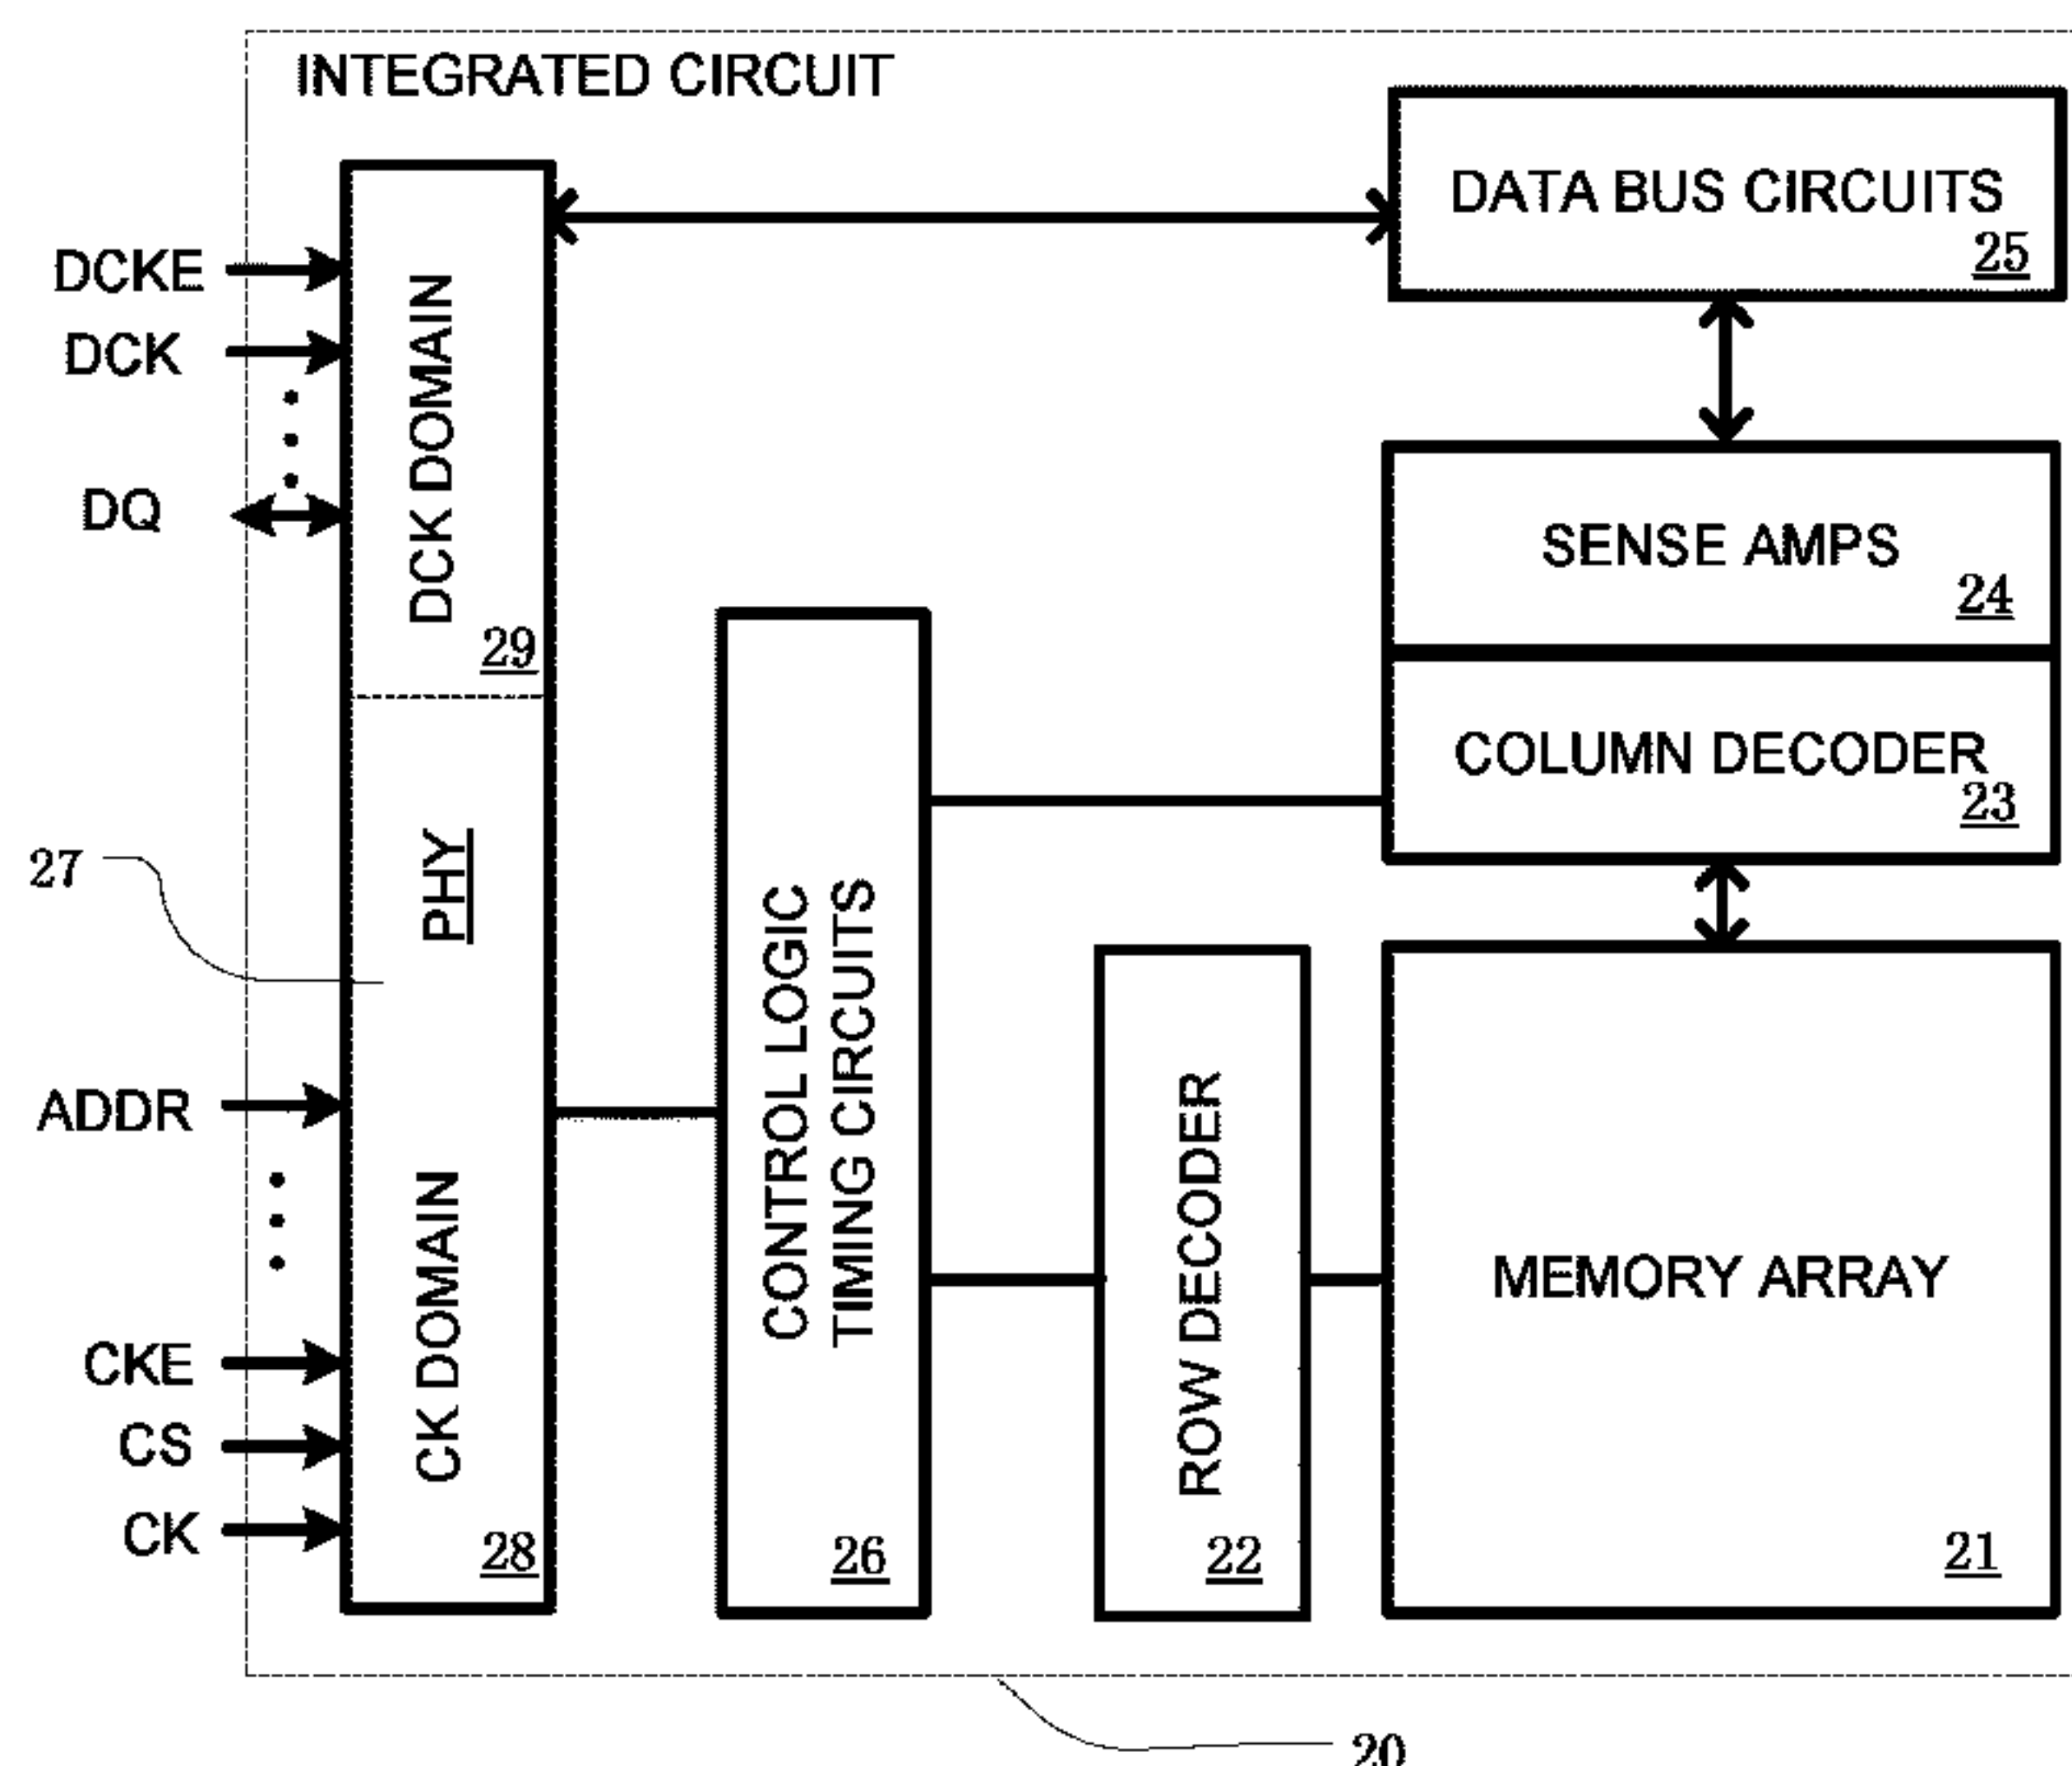 INTEGRATED CIRCUIT
DATA BUS CIRCUITS
25
DCKE
DCK
DQ
DCK DOMAIN
29
SENSE AMPS
24
COLUMN DECODER
23
27
PHY
ADDR
CKE
CS
CK
CK DOMAIN
28
CONTROL LOGIC
TIMING CIRCUITS
26
ROW DECODER
22
MEMORY ARRAY
21
20